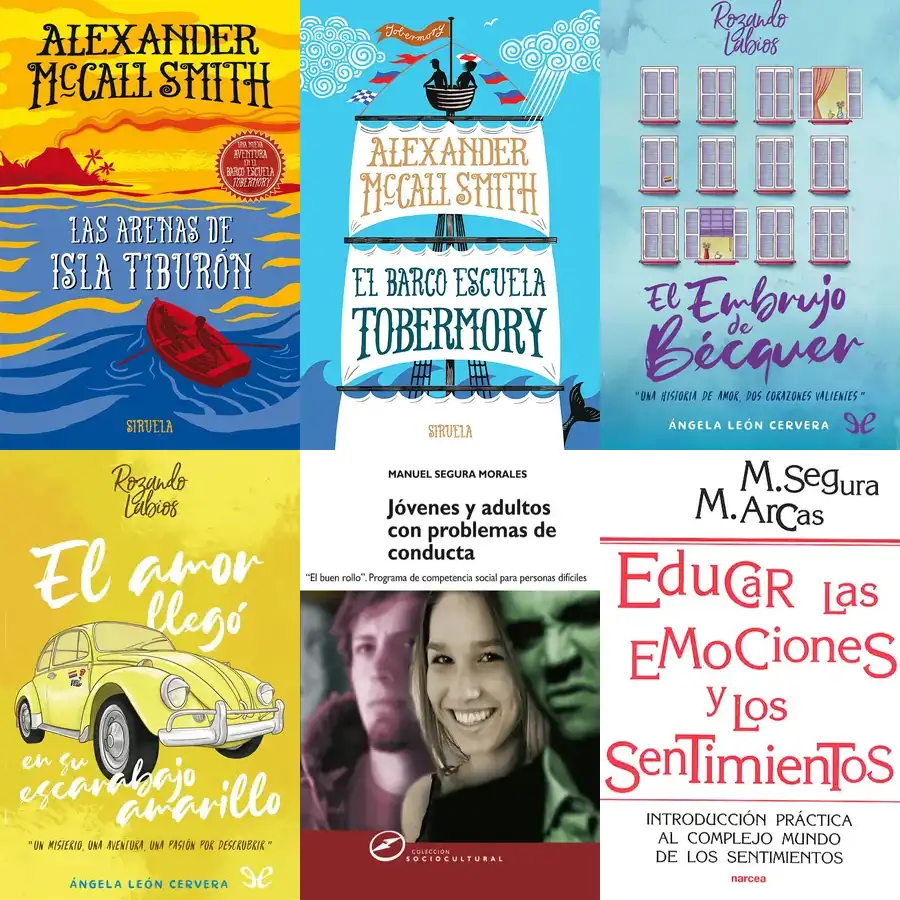 ALEXANDER
McCALL SMITH
UNA NUEVA
AVENTURA
EN EL
BARCO ESCUELA
TOBERMORY
LAS ARENAS DE
ISLA TIBURÓN
SIRUELA
Tobermory
ALEXANDER
McCALL SMITH
EL BARCO ESCUELA
TOBERMORY
SIRUELA
Rozando
Labios
El Embrujo
de
Bécquer
"UNA HISTORIA DE AMOR, DOS CORAZONES VALIENTES"
ÁNGELA LEÓN CERVERA
Rozando
Labios
El amor
llegó
en su
escarabajo
amarillo
"UN MISTERIO, UNA AVENTURA, UNA PASIÓN POR DESCUBRIR"
ÁNGELA LEÓN CERVERA
MANUEL SEGURA MORALES
Jóvenes y adultos
con problemas de
conducta
"El buen rollo". Programa de competencia social para personas difíciles
COLECCIÓN
SOCIOCULTURAL
M. Segura
M. Arcas
Educar las
Emociones
y los
Sentimientos
INTRODUCCIÓN PRÁCTICA
AL COMPLEJO MUNDO
DE LOS SENTIMIENTOS
narcea